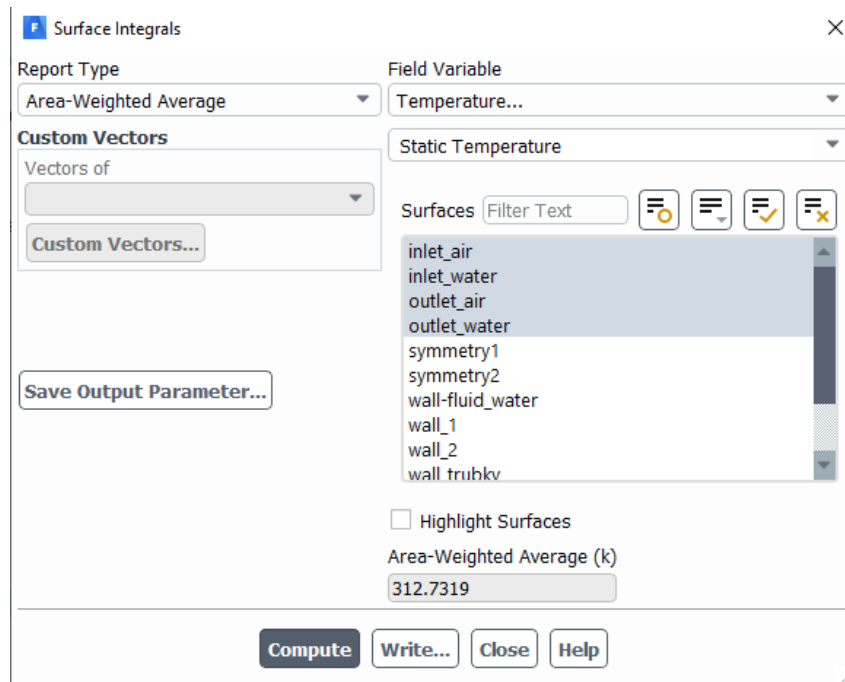 Surface Integrals
Report Type
Area-Weighted Average
Custom Vectors
Vectors of
Custom Vectors...
Save Output Parameter...
Field Variable
Temperature...
Static Temperature
Surfaces Filter Text
inlet_air
inlet_water
outlet_air
outlet_water
symmetry1
symmetry2
wall-fluid_water
wall_1
wall_2
wall_trubky
Highlight Surfaces
Area-Weighted Average (k)
312.7319
Compute Write... Close Help